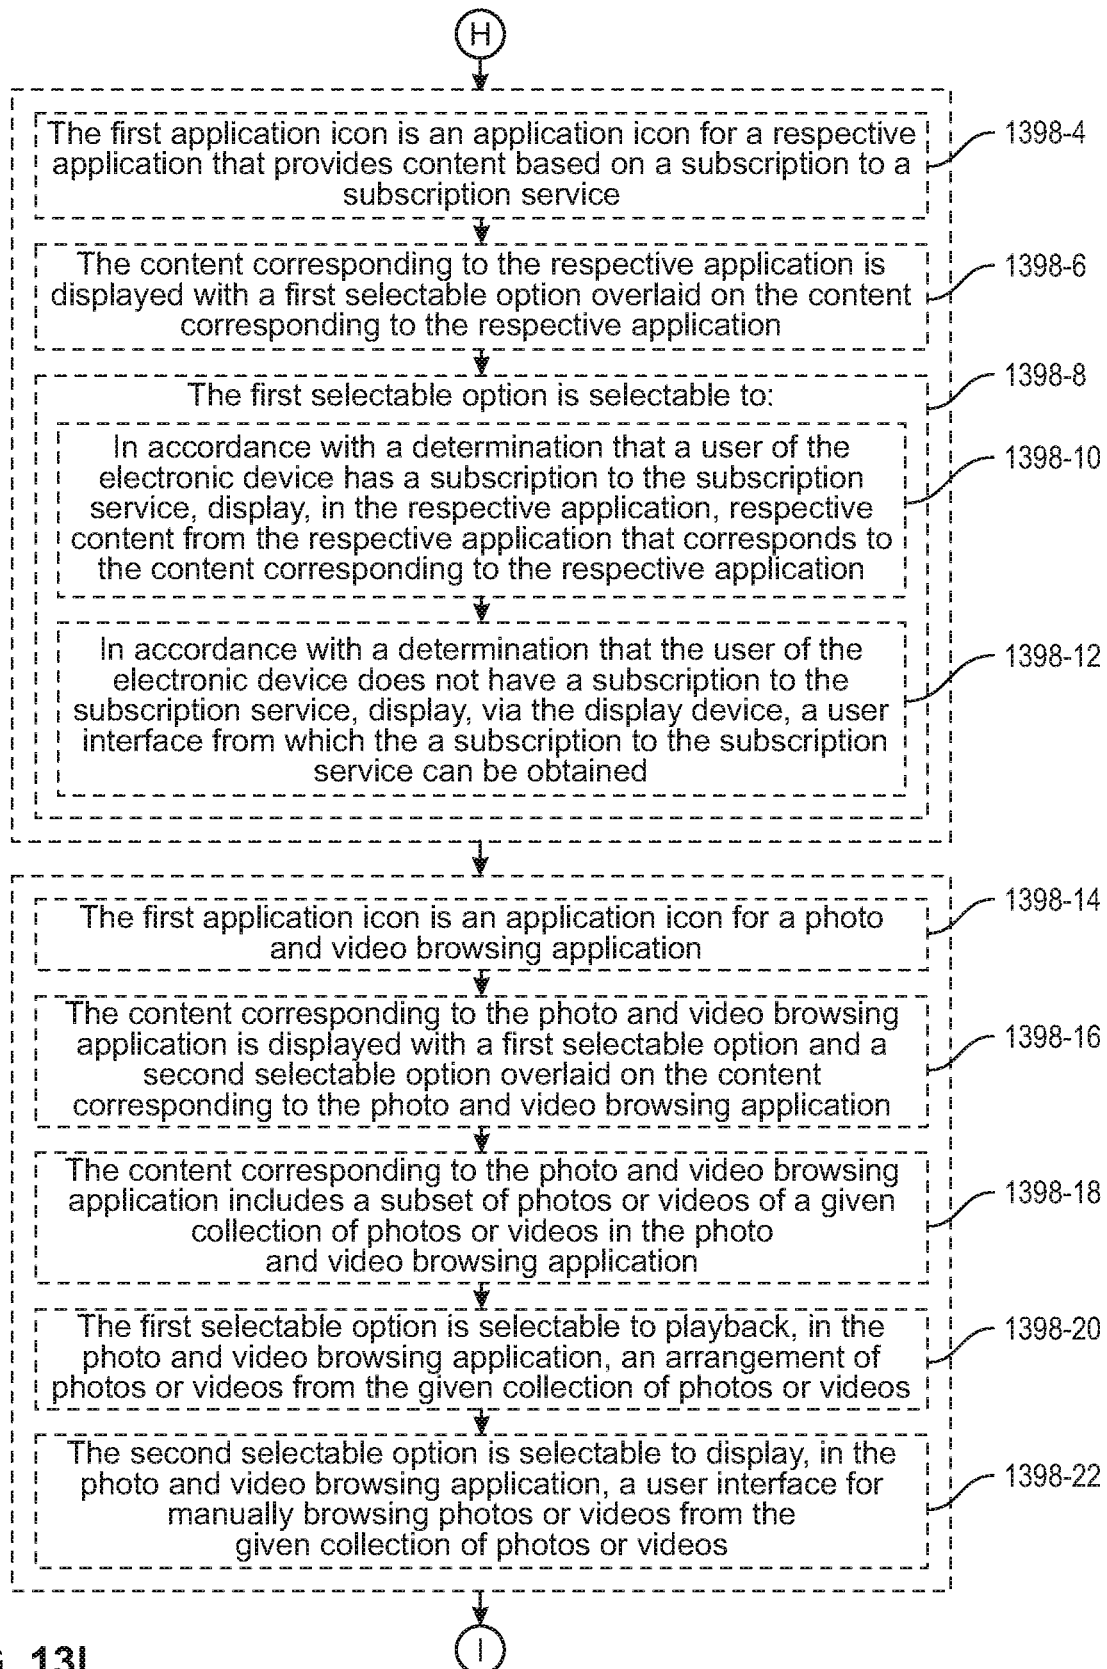 H
The first application icon is an application icon for a respective
application that provides content based on a subscription to a
subscription service
1398-4
The content corresponding to the respective application is
displayed with a first selectable option overlaid on the content
corresponding to the respective application
1398-6
The first selectable option is selectable to:
1398-8
In accordance with a determination that a user of the
electronic device has a subscription to the subscription
service, display, in the respective application, respective
content from the respective application that corresponds to
the content corresponding to the respective application
1398-10
In accordance with a determination that the user of the
electronic device does not have a subscription to the
subscription service, display, via the display device, a user
interface from which the a subscription to the subscription
service can be obtained
1398-12
The first application icon is an application icon for a photo
and video browsing application
1398-14
The content corresponding to the photo and video browsing
application is displayed with a first selectable option and a
second selectable option overlaid on the content
corresponding to the photo and video browsing application
1398-16
The content corresponding to the photo and video browsing
application includes a subset of photos or videos of a given
collection of photos or videos in the photo
and video browsing application
1398-18
The first selectable option is selectable to playback, in the
photo and video browsing application, an arrangement of
photos or videos from the given collection of photos or videos
1398-20
The second selectable option is selectable to display, in the
photo and video browsing application, a user interface for
manually browsing photos or videos from the
given collection of photos or videos
1398-22
I
13I